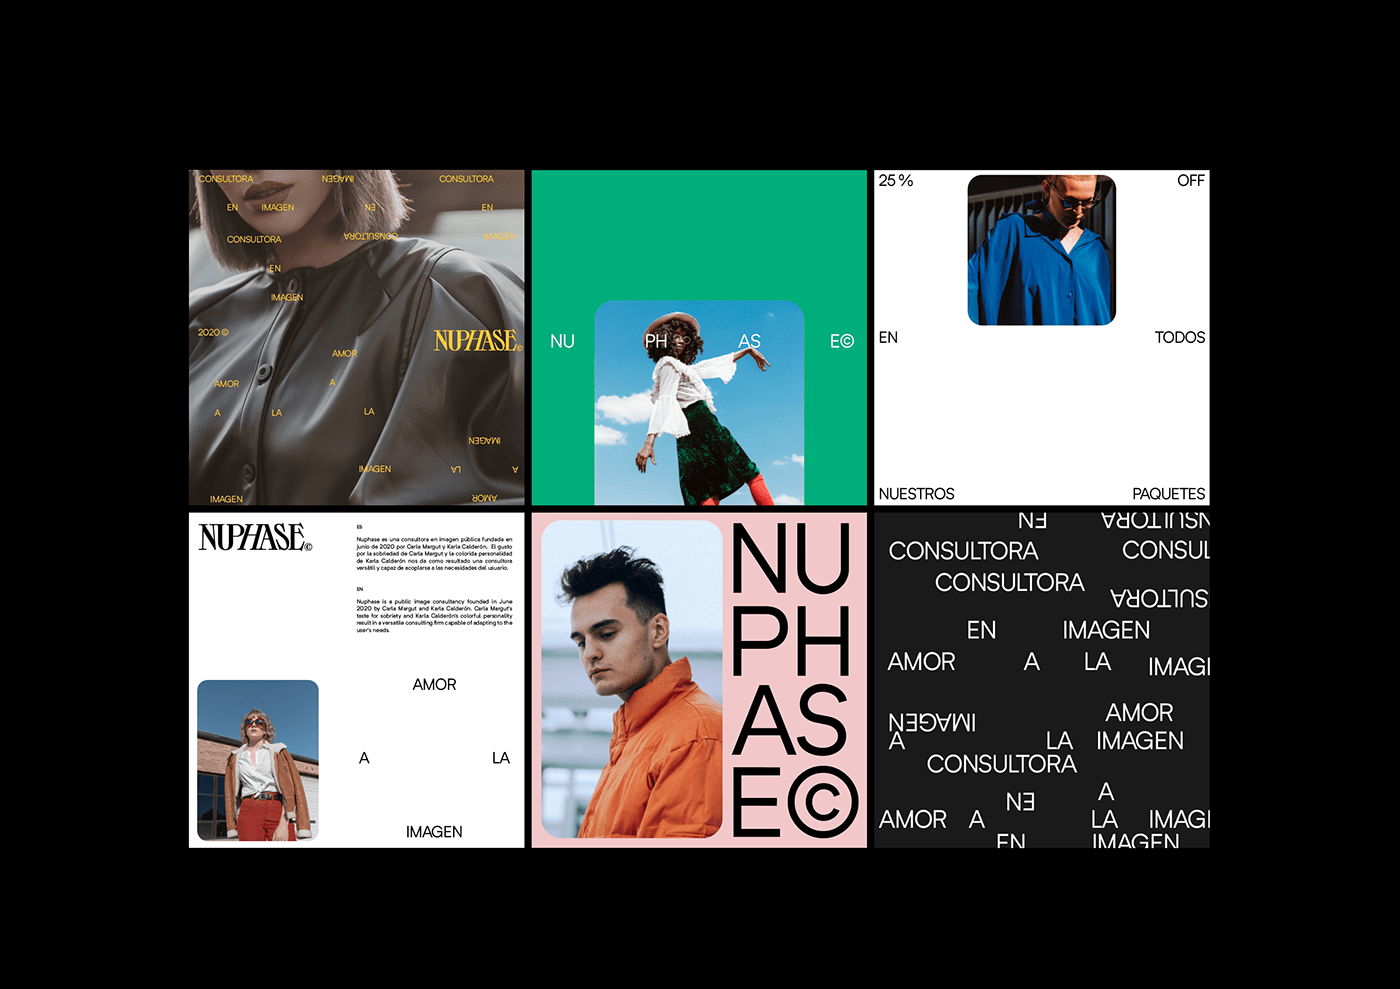 CONSULTORA IMAGEN CONSULTORA
EN IMAGEN EN EN
CONSULTORA CONSULTORA IMAGEN
EN
IMAGEN
2020 ©
NUPHASE©
AMOR
AMOR A
A LA LA
IMAGEN
IMAGEN LA A
IMAGEN AMOR
NU PH AS E©
25 % OFF
EN TODOS
NUESTROS PAQUETES
NUPHASE©
ES
Nuphase es una consultora en imagen pública fundada en
junio de 2020 por Carla Margut y Karla Calderón. El gusto
por la sobriedad de Carla Margut y la colorida personalidad
de Karla Calderón nos da como resultado una consultora
versátil y capaz de acoplarse a las necesidades del usuario.
EN
Nuphase is a public image consultancy founded in June
2020 by Carla Margut and Karla Calderón. Carla Margut's
taste for sobriety and Karla Calderón's colorful personality
result in a versatile consulting firm capable of adapting to the
user's needs.
AMOR
A LA
IMAGEN
NU
PH
AS
E©
EN CONSULTORA
CONSULTORA CONSUL
CONSULTORA
SULTORA
EN IMAGEN
AMOR A LA IMAG
IMAGEN AMOR
A LA IMAGEN
CONSULTORA
EN A
AMOR A LA IMAG
EN IMAGEN